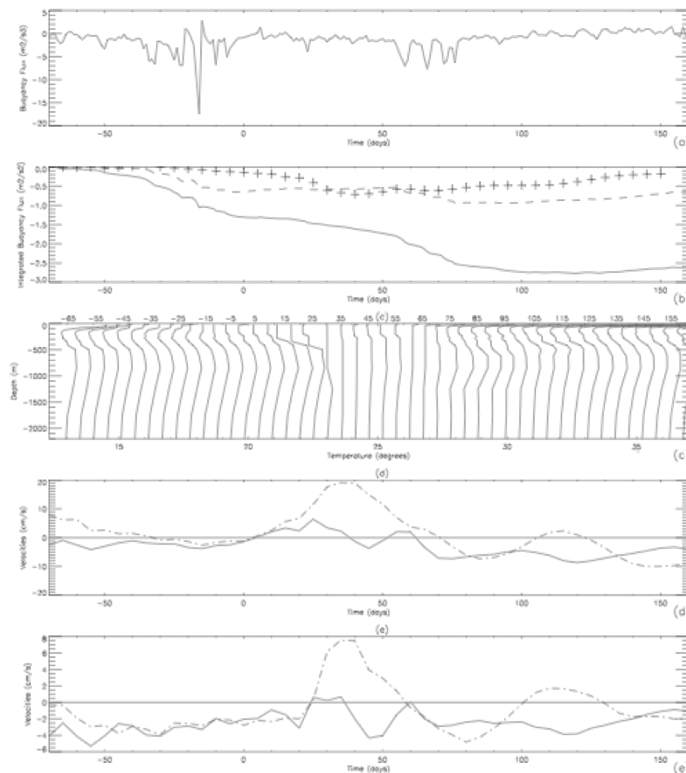 5
0
-5
-10
-15
-20
Buoyancy Flux (m2/s3)
-50 0 50 100 150
Time (days)
(a)
0.0
-0.5
-1.0
-1.5
-2.0
-2.5
-3.0
Integrated Buoyancy Flux (m2/s2)
-50 0 50 100 150
Time (days)
(b)
(c)
-65 -55 -45 -35 -25 -15 -5 5 15 25 35 45 55 65 75 85 95 105 115 125 135 145 155
0
-500
-1000
-1500
-2000
Depth (m)
15 20 25 30 35
Temperature (degrees)
(c)
(d)
20
10
0
-10
-20
Velocities (cm/s)
-50 0 50 100 150
Time (days)
(d)
(e)
8
6
4
2
0
-2
-4
-6
Velocities (cm/s)
-50 0 50 100 150
Time (days)
(e)